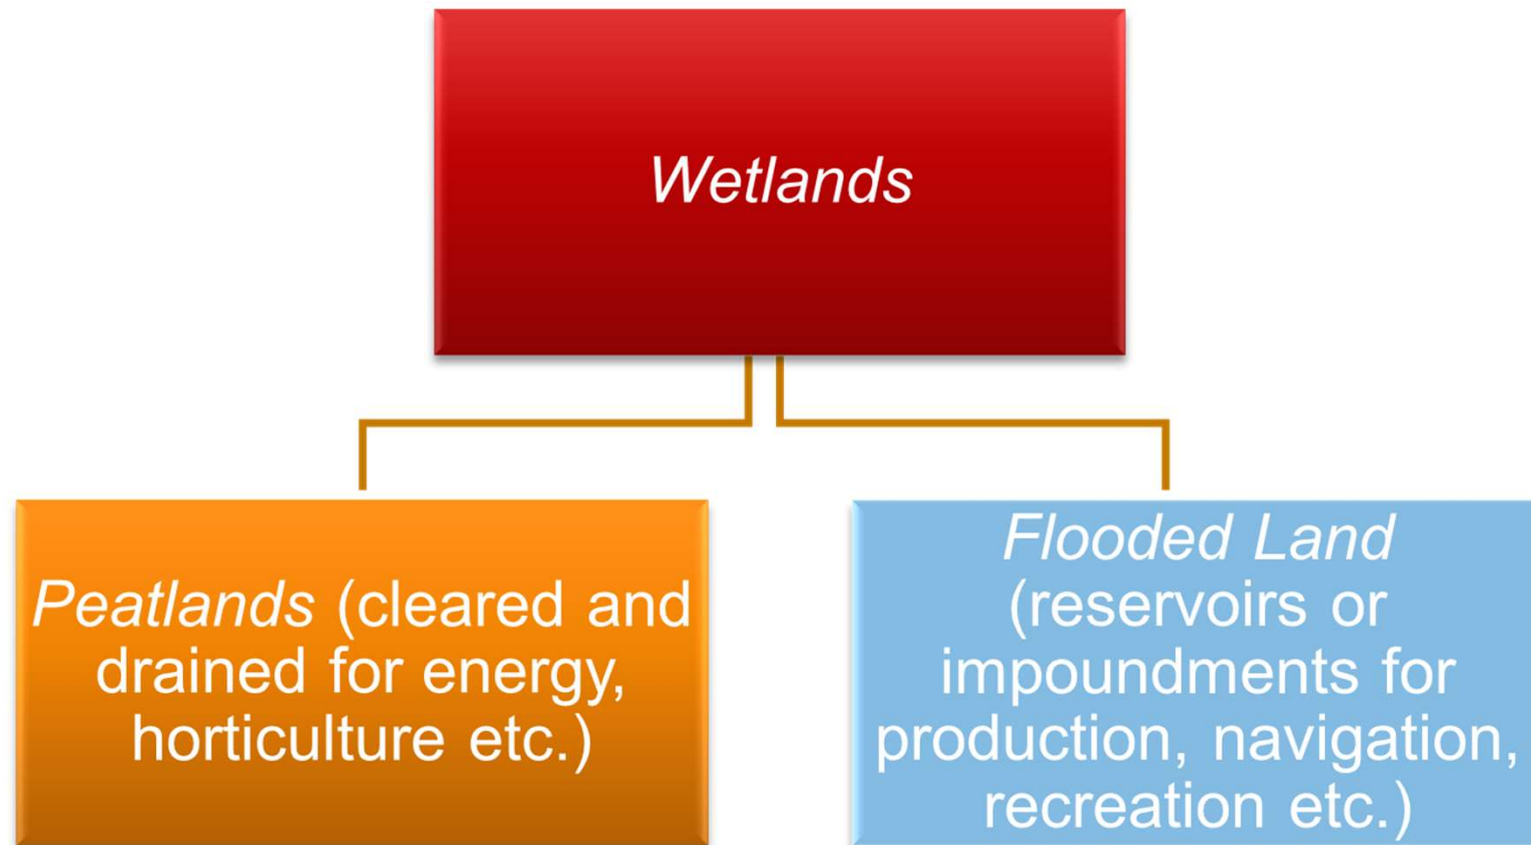 Wetlands
Peatlands (cleared and
drained for energy,
horticulture etc.)
Flooded Land
(reservoirs or
impoundments for
production, navigation,
recreation etc.)